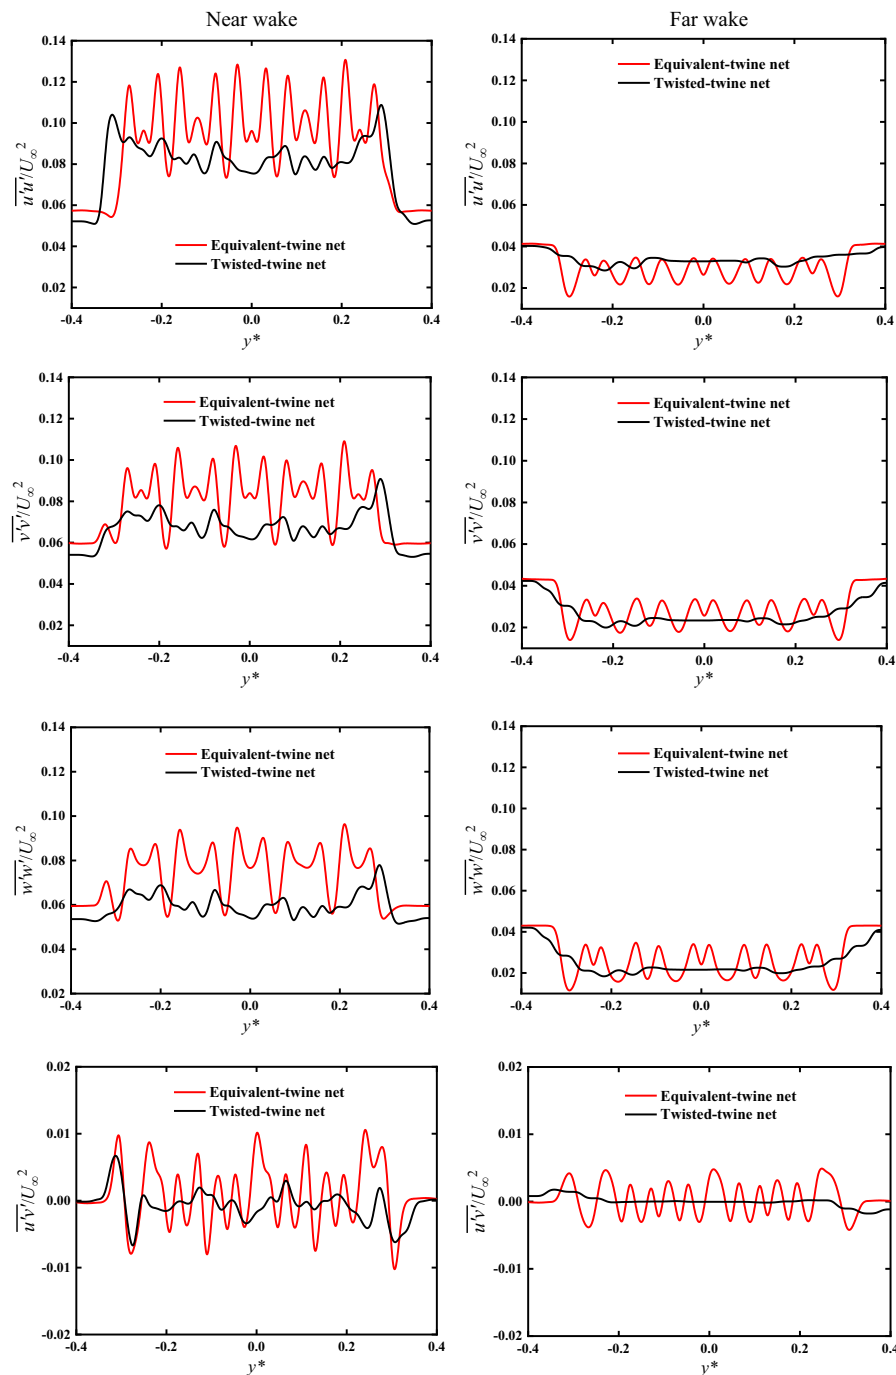 Near wake
Far wake
0.14
0.12
0.10
0.08
0.06
0.04
0.02
-0.4
-0.2
0.0
0.2
0.4
u'u'/U∞²
y*
Equivalent-twine net
Twisted-twine net
0.14
0.12
0.10
0.08
0.06
0.04
0.02
-0.4
-0.2
0.0
0.2
0.4
u'u'/U∞²
y*
Equivalent-twine net
Twisted-twine net
0.14
0.12
0.10
0.08
0.06
0.04
0.02
-0.4
-0.2
0.0
0.2
0.4
v'v'/U∞²
y*
Equivalent-twine net
Twisted-twine net
0.14
0.12
0.10
0.08
0.06
0.04
0.02
-0.4
-0.2
0.0
0.2
0.4
v'v'/U∞²
y*
Equivalent-twine net
Twisted-twine net
0.14
0.12
0.10
0.08
0.06
0.04
0.02
-0.4
-0.2
0.0
0.2
0.4
w'w'/U∞²
y*
Equivalent-twine net
Twisted-twine net
0.14
0.12
0.10
0.08
0.06
0.04
0.02
-0.4
-0.2
0.0
0.2
0.4
w'w'/U∞²
y*
Equivalent-twine net
Twisted-twine net
0.02
0.01
0.00
-0.01
-0.02
-0.4
-0.2
0.0
0.2
0.4
u'v'/U∞²
y*
Equivalent-twine net
Twisted-twine net
0.02
0.01
0.00
-0.01
-0.02
-0.4
-0.2
0.0
0.2
0.4
u'v'/U∞²
y*
Equivalent-twine net
Twisted-twine net